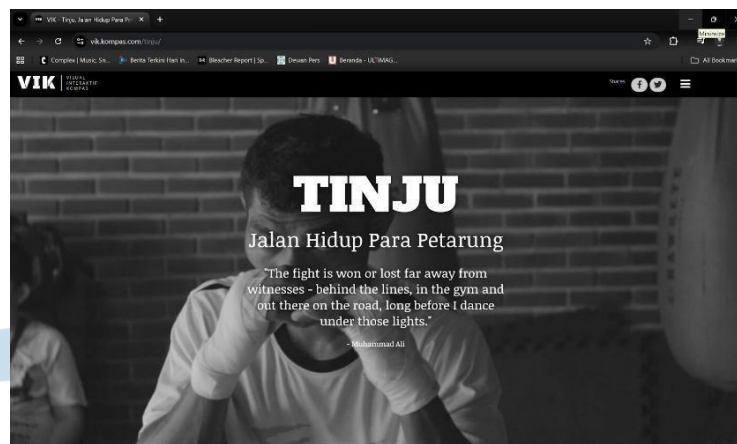 VIK - Tinju, Jalan Hidup Para Pe
vik.kompas.com/tinju/
Minimize
Complex | Music, Sn...
Berita Terkini Hari in...
Bleacher Report | Sp...
Dewan Pers
Beranda - ULTIMAG...
All Bookmar
VIK
VISUAL
INTERAKTIF
KOMPAS
Shares
TINJU
Jalan Hidup Para Petarung
"The fight is won or lost far away from
witnesses - behind the lines, in the gym and
out there on the road, long before I dance
under those lights."
- Muhammad Ali